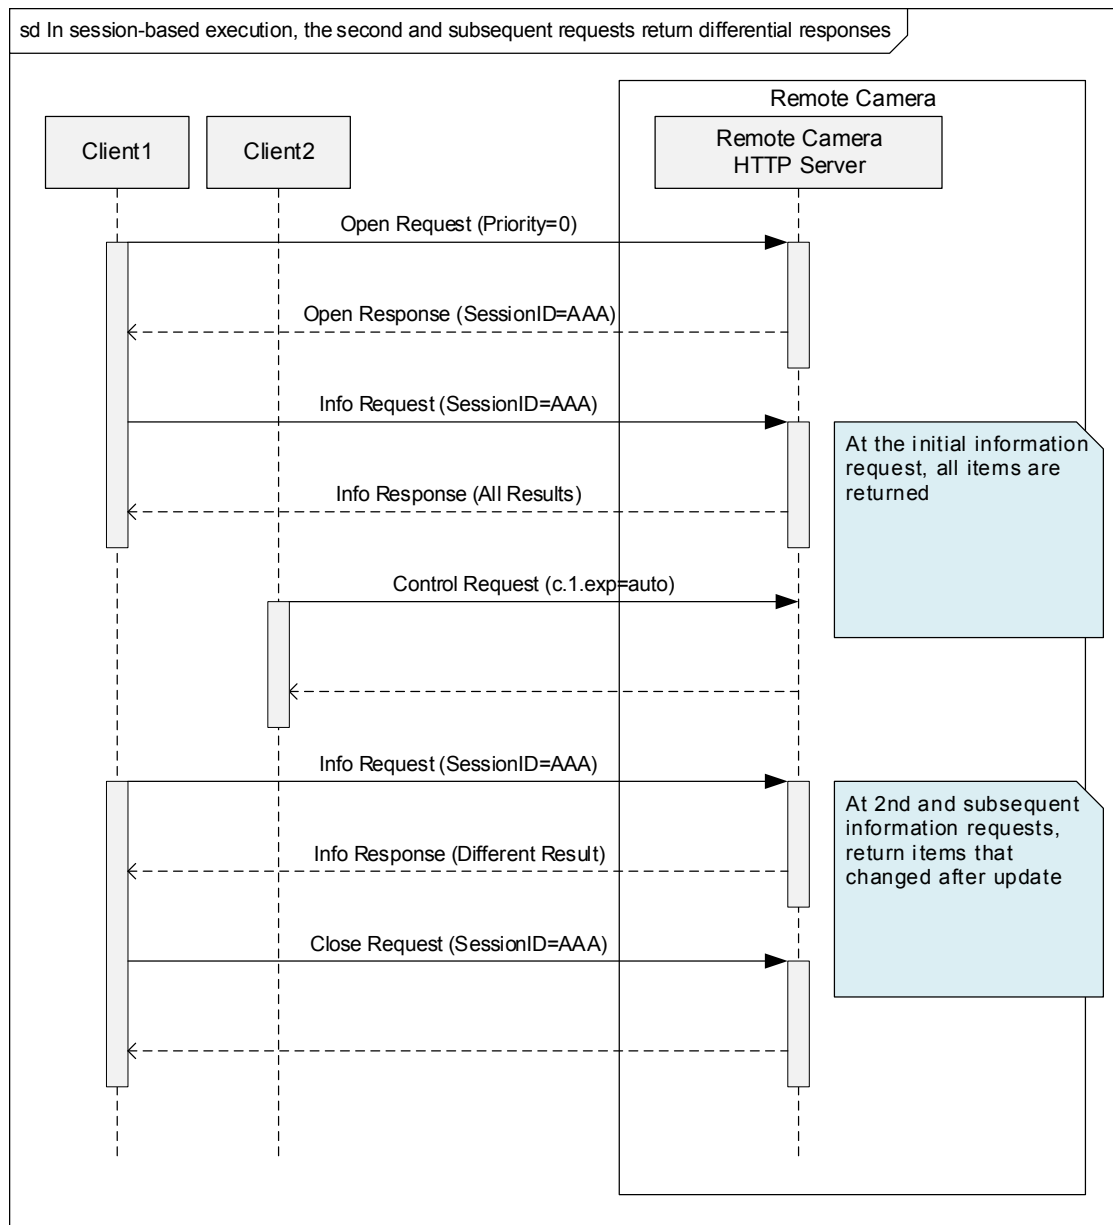 sd In session-based execution, the second and subsequent requests return differential responses
Remote Camera
Client1
Client2
Remote Camera
HTTP Server
Open Request (Priority=0)
Open Response (SessionID=AAA)
Info Request (SessionID=AAA)
At the initial information
request, all items are
returned
Info Response (All Results)
Control Request (c.1.exp=auto)
Info Request (SessionID=AAA)
At 2nd and subsequent
information requests,
return items that
changed after update
Info Response (Different Result)
Close Request (SessionID=AAA)